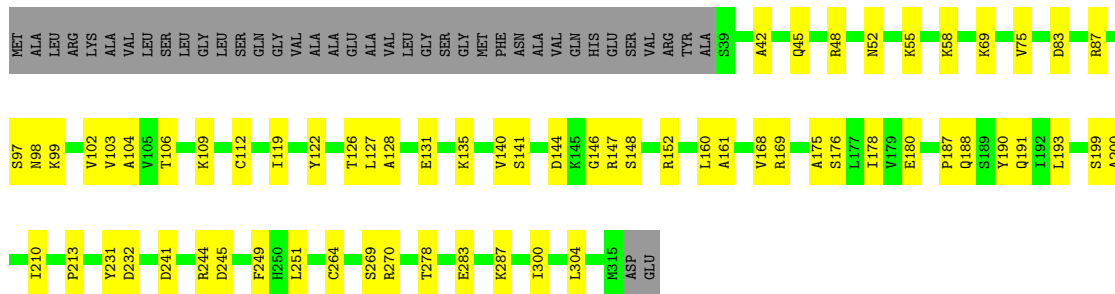 MET ALA LEU ARG LYS ALA ALA VAL LEU SER LEU GLY LEU SER GLN GLY VAL ALA ALA GLU ALA VAL LEU GLY SER GLY MET PHE ASN ALA VAL GLN HIS GLU SER VAL ARG TYR ALA S39 A42 Q45 R48 N52 K55 K58 K69 V75 D83 R87
S97 N98 K99 V102 V103 A104 V105 T106 K109 C112 I119 Y122 T126 L127 A128 E131 K135 V140 S141 D144 K145 G146 R147 S148 R152 L160 A161 V168 R169 A175 S176 L177 I178 V179 E180 P187 Q188 S189 Y190 Q191 I192 L193 S199 A200
I210 P213 Y231 D232 D241 R244 D245 F249 H250 L251 C264 S269 R270 T278 E283 K287 I300 L304 M315 ASP GLU